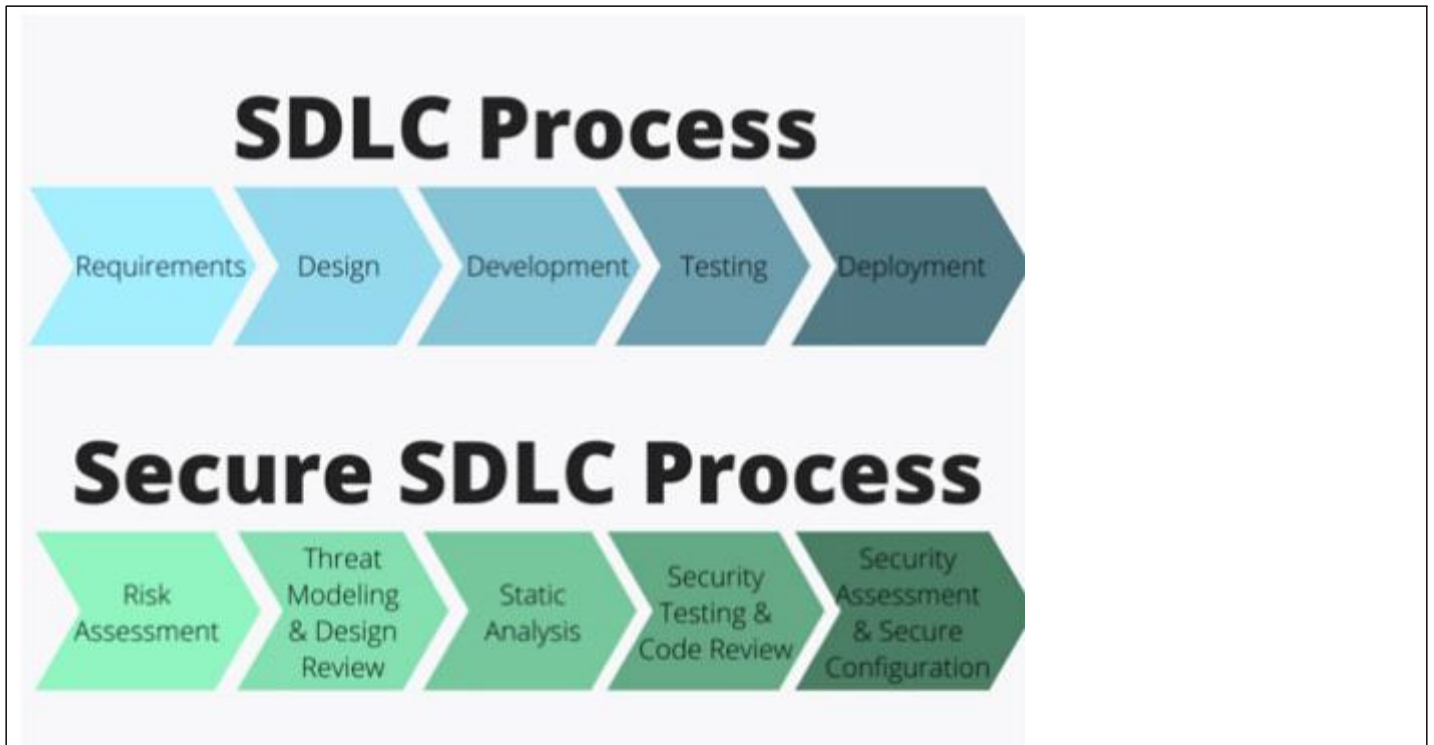 SDLC Process
Requirements
Design
Development
Testing
Deployment
Secure SDLC Process
Risk
Assessment
Threat
Modeling
& Design
Review
Static
Analysis
Security
Testing &
Code Review
Security
Assessment
& Secure
Configuration